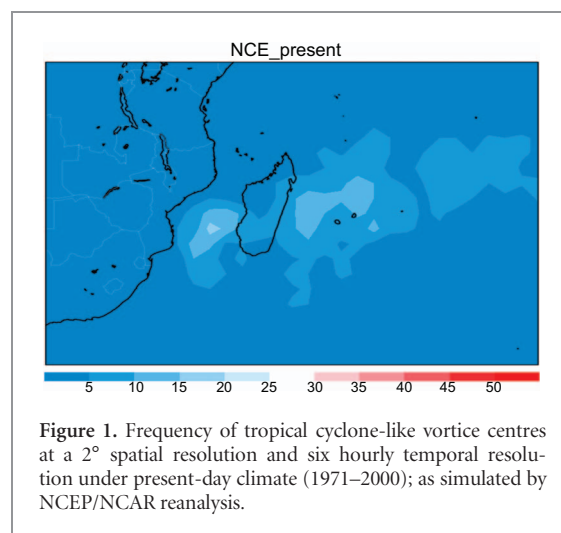 NCE_present
5 10 15 20 25 30 35 40 45 50
Figure 1. Frequency of tropical cyclone-like vortice centres
at a 2° spatial resolution and six hourly temporal resolu-
tion under present-day climate (1971–2000); as simulated by
NCEP/NCAR reanalysis.